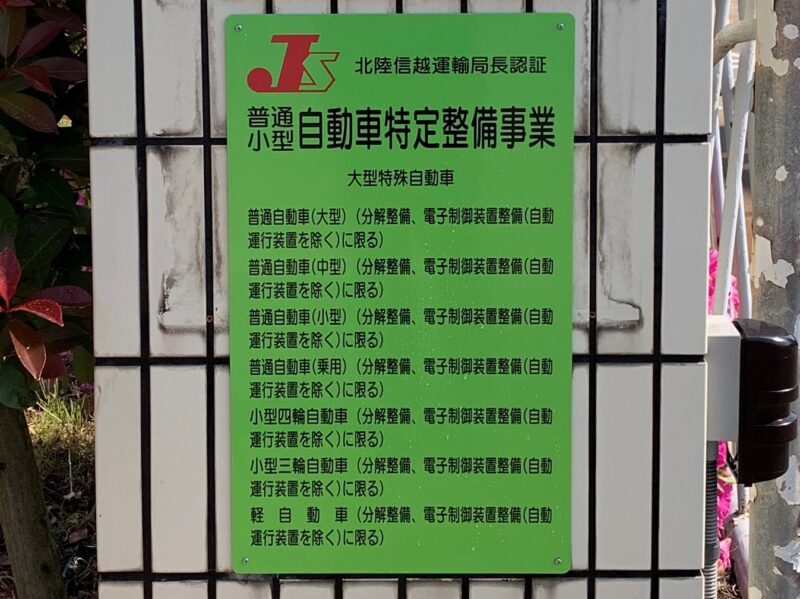 JS 北陸信越運輸局長認証
普通
小型 自動車特定整備事業
大型特殊自動車
普通自動車(大型) (分解整備、電子制御装置整備(自動
運行装置を除く)に限る)
普通自動車(中型) (分解整備、電子制御装置整備(自動
運行装置を除く)に限る)
普通自動車(小型) (分解整備、電子制御装置整備(自動
運行装置を除く)に限る)
普通自動車(乗用) (分解整備、電子制御装置整備(自動
運行装置を除く)に限る)
小型四輪自動車 (分解整備、電子制御装置整備(自動
運行装置を除く)に限る)
小型三輪自動車 (分解整備、電子制御装置整備(自動
運行装置を除く)に限る)
軽自動車 (分解整備、電子制御装置整備(自動
運行装置を除く)に限る)